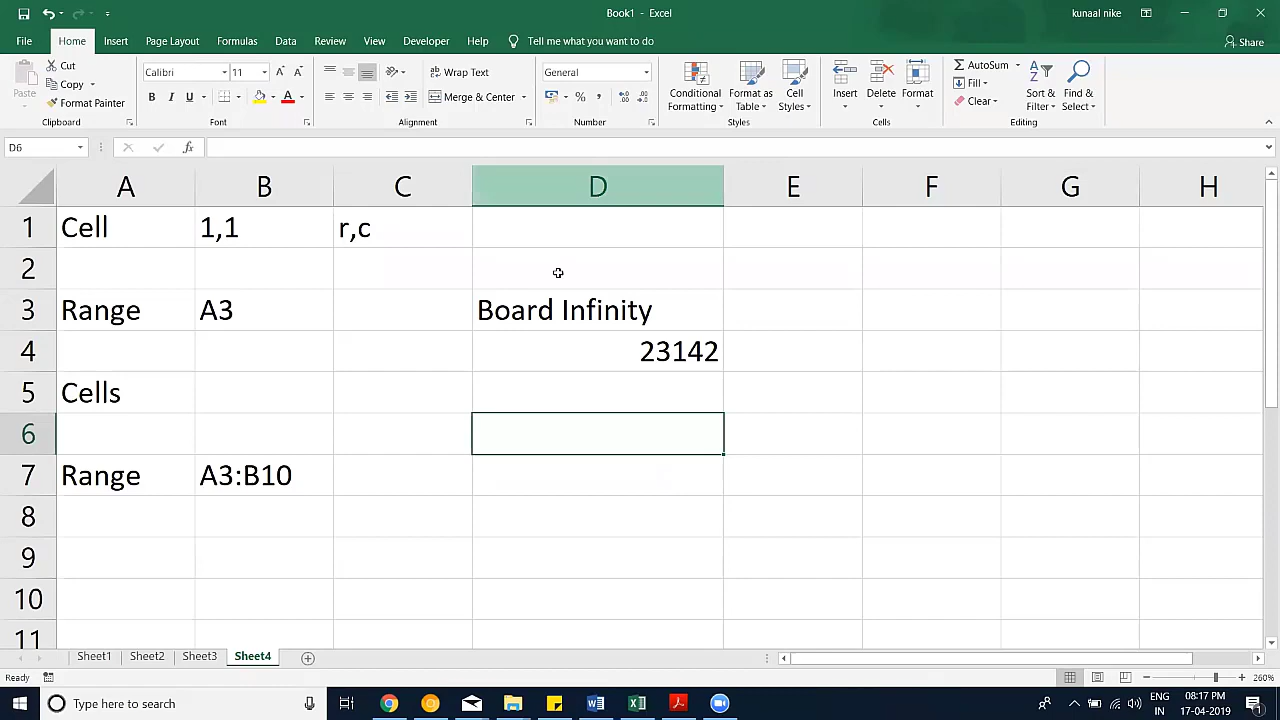 Book1 - Excel
kunaal nike
File Home Insert Page Layout Formulas Data Review View Developer Help Tell me what you want to do Share
Paste
Cut
Copy
Format Painter
Clipboard
Calibri 11
B I U A
Font
Wrap Text
Merge & Center
Alignment
General
%
Number
Conditional Formatting
Format as Table
Cell Styles
Styles
Insert
Delete
Format
Cells
AutoSum
Fill
Clear
Sort & Filter
Find & Select
Editing
D6 fx
A B C D E F G H
1 Cell 1,1 r,c
2
3 Range A3 Board Infinity
4 23142
5 Cells
6
7 Range A3:B10
8
9
10
11
Sheet1 Sheet2 Sheet3 Sheet4
Ready 260%
Type here to search
ENG
IN
08:17 PM
17-04-2019